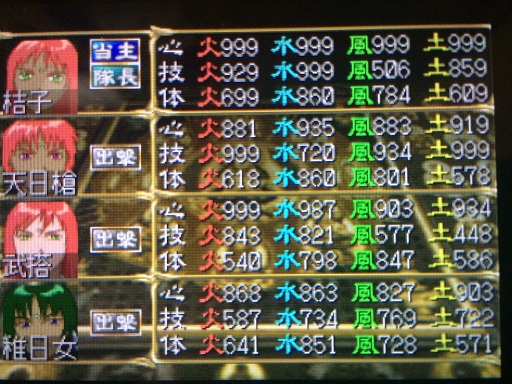 当主 心 火999 水999 風999 土999
隊長 技 火929 水999 風506 土859
桔子 体 火699 水860 風784 土609
心 火881 水935 風883 土919
出撃 技 火999 水720 風934 土999
天日槍 体 火618 水860 風801 土578
心 火999 水987 風903 土934
出撃 技 火843 水821 風577 土448
武搭 体 火540 水798 風847 土586
心 火868 水863 風827 土903
出撃 技 火587 水734 風769 土722
稚日女 体 火641 水851 風728 土571